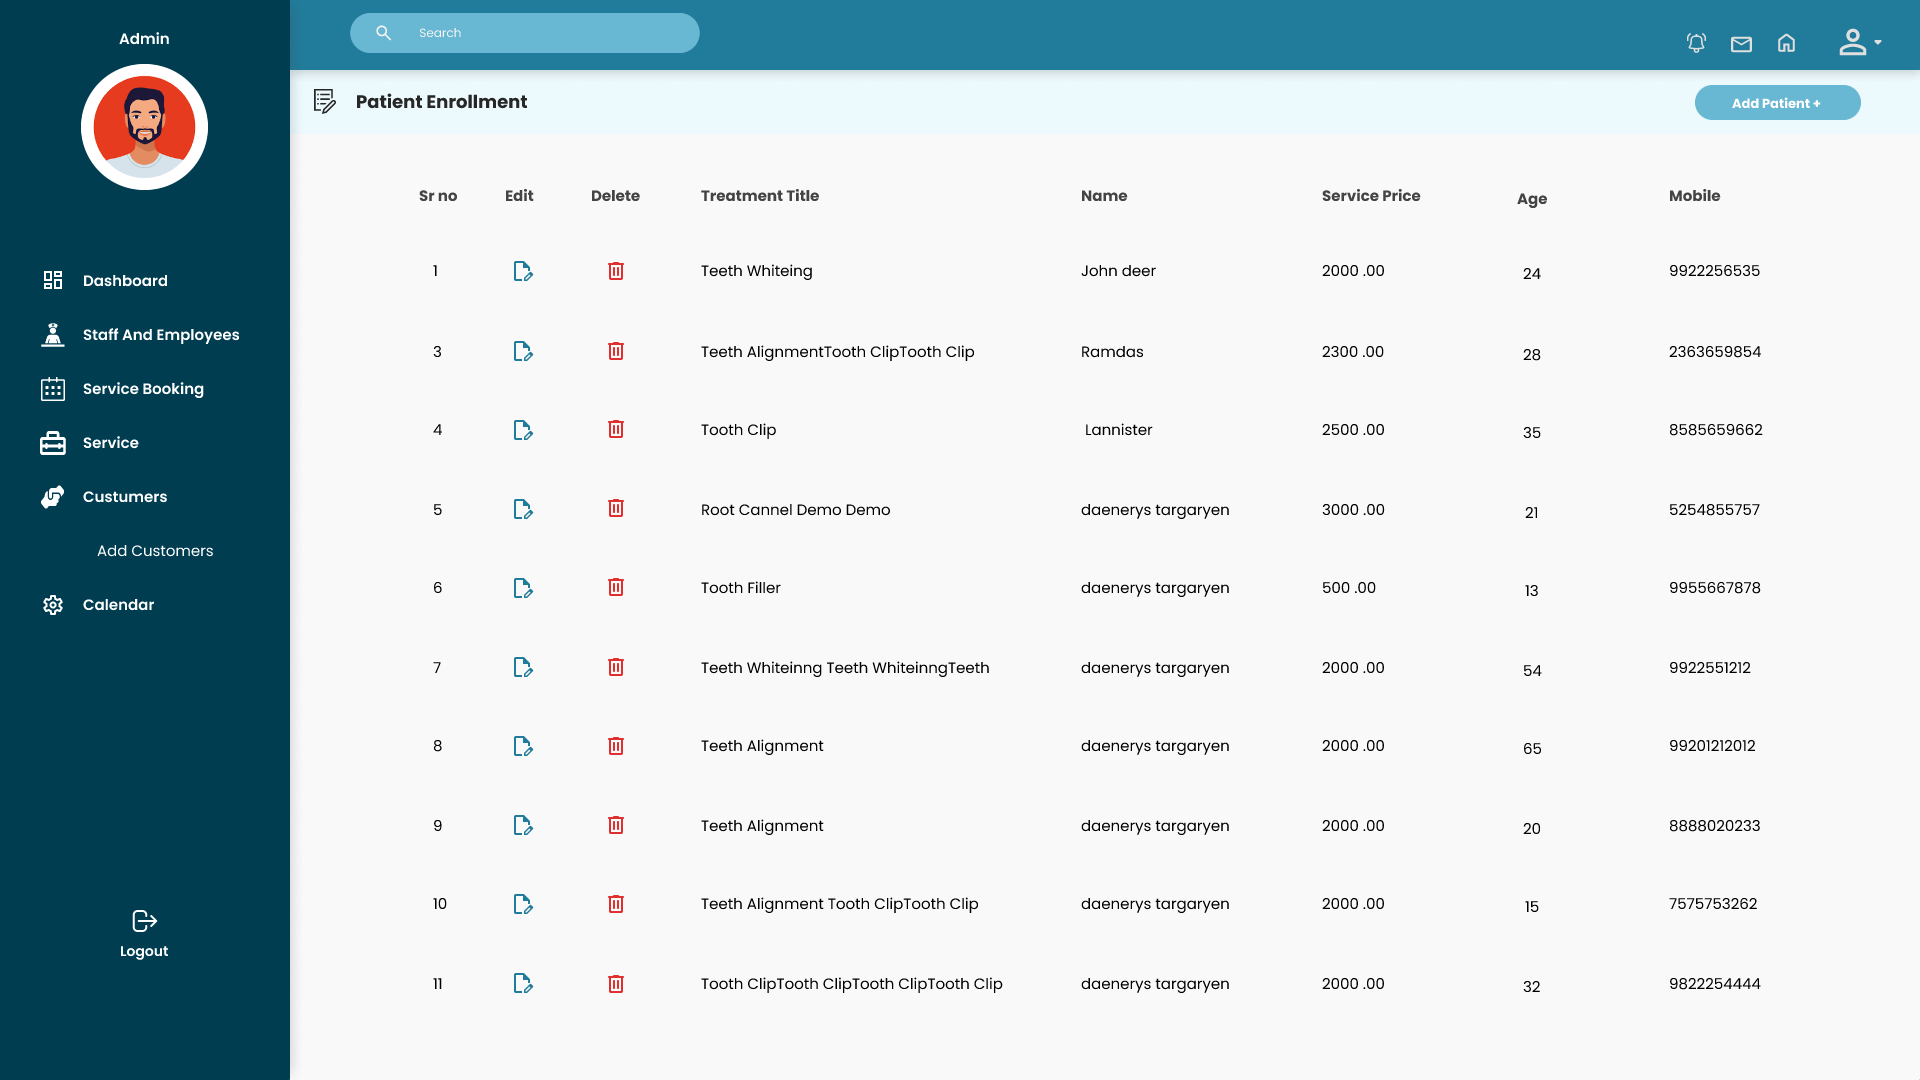 Admin
Search
Patient Enrollment
Add Patient +
Dashboard
Staff And Employees
Service Booking
Service
Custumers
Add Customers
Calendar
Logout
Sr no Edit Delete Treatment Title Name Service Price Age Mobile
1 Teeth Whiteing John deer 2000 .00 24 9922256535
3 Teeth AlignmentTooth ClipTooth Clip Ramdas 2300 .00 28 2363659854
4 Tooth Clip Lannister 2500 .00 35 8585659662
5 Root Cannel Demo Demo daenerys targaryen 3000 .00 21 5254855757
6 Tooth Filler daenerys targaryen 500 .00 13 9955667878
7 Teeth Whiteinng Teeth WhiteinngTeeth daenerys targaryen 2000 .00 54 9922551212
8 Teeth Alignment daenerys targaryen 2000 .00 65 99201212012
9 Teeth Alignment daenerys targaryen 2000 .00 20 8888020233
10 Teeth Alignment Tooth ClipTooth Clip daenerys targaryen 2000 .00 15 7575753262
11 Tooth ClipTooth ClipTooth ClipTooth Clip daenerys targaryen 2000 .00 32 9822254444